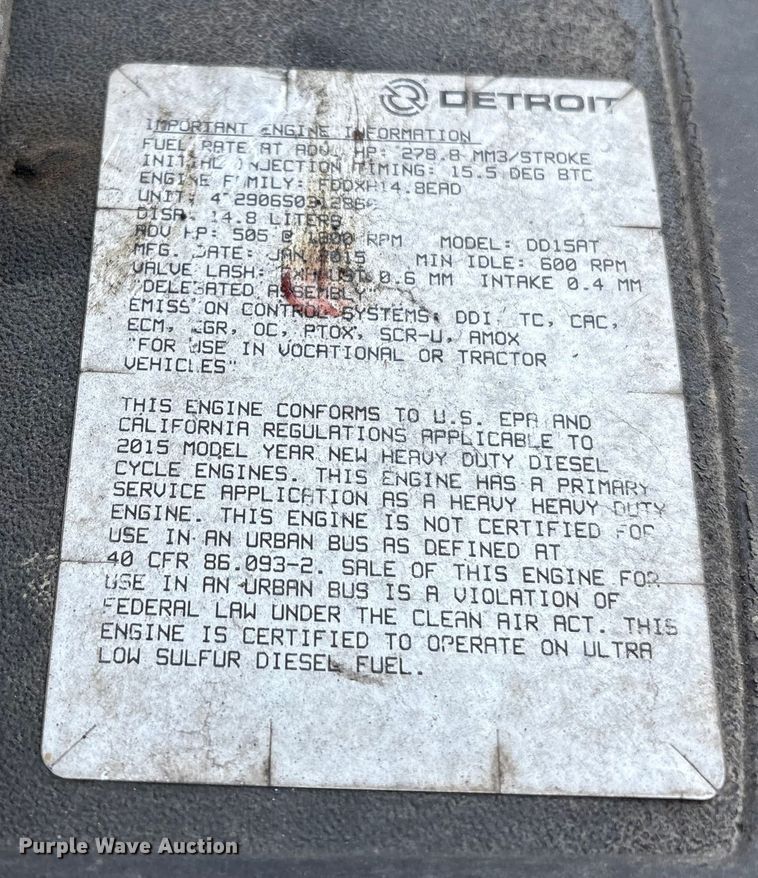 DETROIT
IMPORTANT ENGINE INFORMATION
FUEL RATE AT ADV. HP: 278.8 MM3/STROKE
INITIAL INJECTION TIMING: 15.5 DEG BTC
ENGINE FAMILY: FDDXH14.8EAD
UNIT:
DISP: 14.8 LITERS
ADV HP: 505 @ 1800 RPM MODEL: DD15AT
MFG. DATE: JAN 2015 MIN IDLE: 600 RPM
VALVE LASH: EXHAUST 0.6 MM INTAKE 0.4 MM
"DELEGATED ASSEMBLY"
EMISSION CONTROL SYSTEMS: DDI, TC, CAC,
ECM, EGR, OC, PTOX, SCR-U, AMOX
"FOR USE IN VOCATIONAL OR TRACTOR
VEHICLES"
THIS ENGINE CONFORMS TO U.S. EPA AND
CALIFORNIA REGULATIONS APPLICABLE TO
2015 MODEL YEAR NEW HEAVY DUTY DIESEL
CYCLE ENGINES. THIS ENGINE HAS A PRIMARY
SERVICE APPLICATION AS A HEAVY HEAVY DUTY
ENGINE. THIS ENGINE IS NOT CERTIFIED FOR
USE IN AN URBAN BUS AS DEFINED AT
40 CFR 86.093-2. SALE OF THIS ENGINE FOR
USE IN AN URBAN BUS IS A VIOLATION OF
FEDERAL LAW UNDER THE CLEAN AIR ACT. THIS
ENGINE IS CERTIFIED TO OPERATE ON ULTRA
LOW SULFUR DIESEL FUEL.
Purple Wave Auction